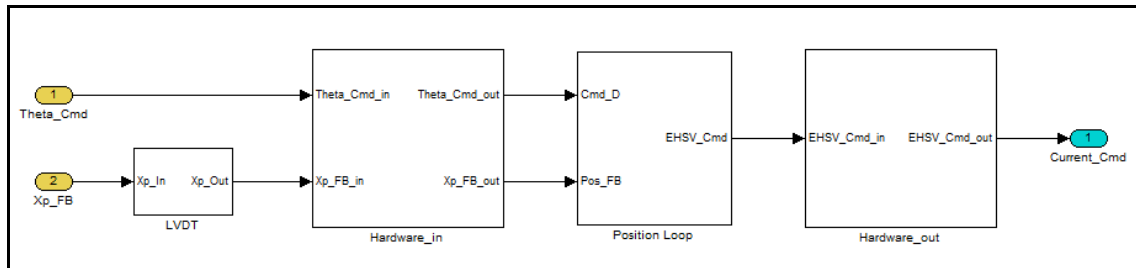 1
Theta_Cmd
2
Xp_FB
Xp_In
Xp_Out
LVDT
Theta_Cmd_in
Theta_Cmd_out
Xp_FB_in
Xp_FB_out
Hardware_in
Cmd_D
EHSV_Cmd
Pos_FB
Position Loop
EHSV_Cmd_in
EHSV_Cmd_out
Hardware_out
1
Current_Cmd